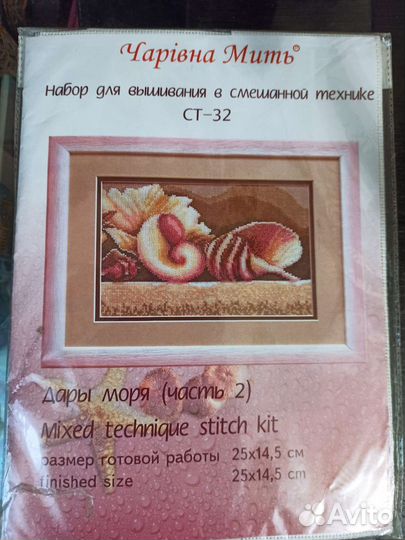 Чарівна Мить©
Набор для вышивания в смешанной технике
СТ-32
Дары моря (часть 2)
Mixed technique stitch kit
размер готовой работы 25х14,5 см
finished size 25x14,5 cm
Avito